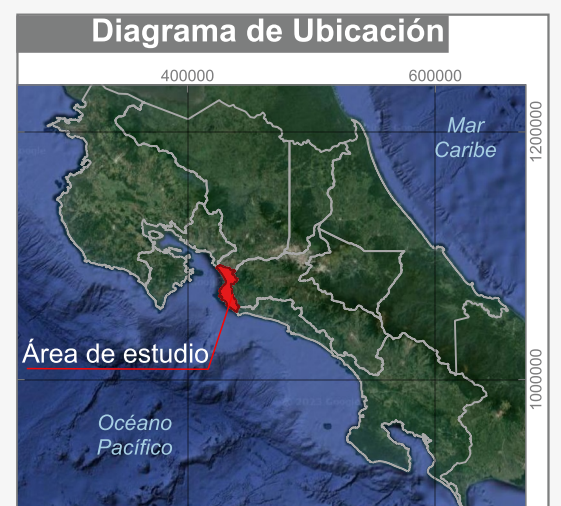 Diagrama de Ubicación
400000 600000
Mar
Caribe
1200000
Área de estudio
1000000
Océano
Pacífico